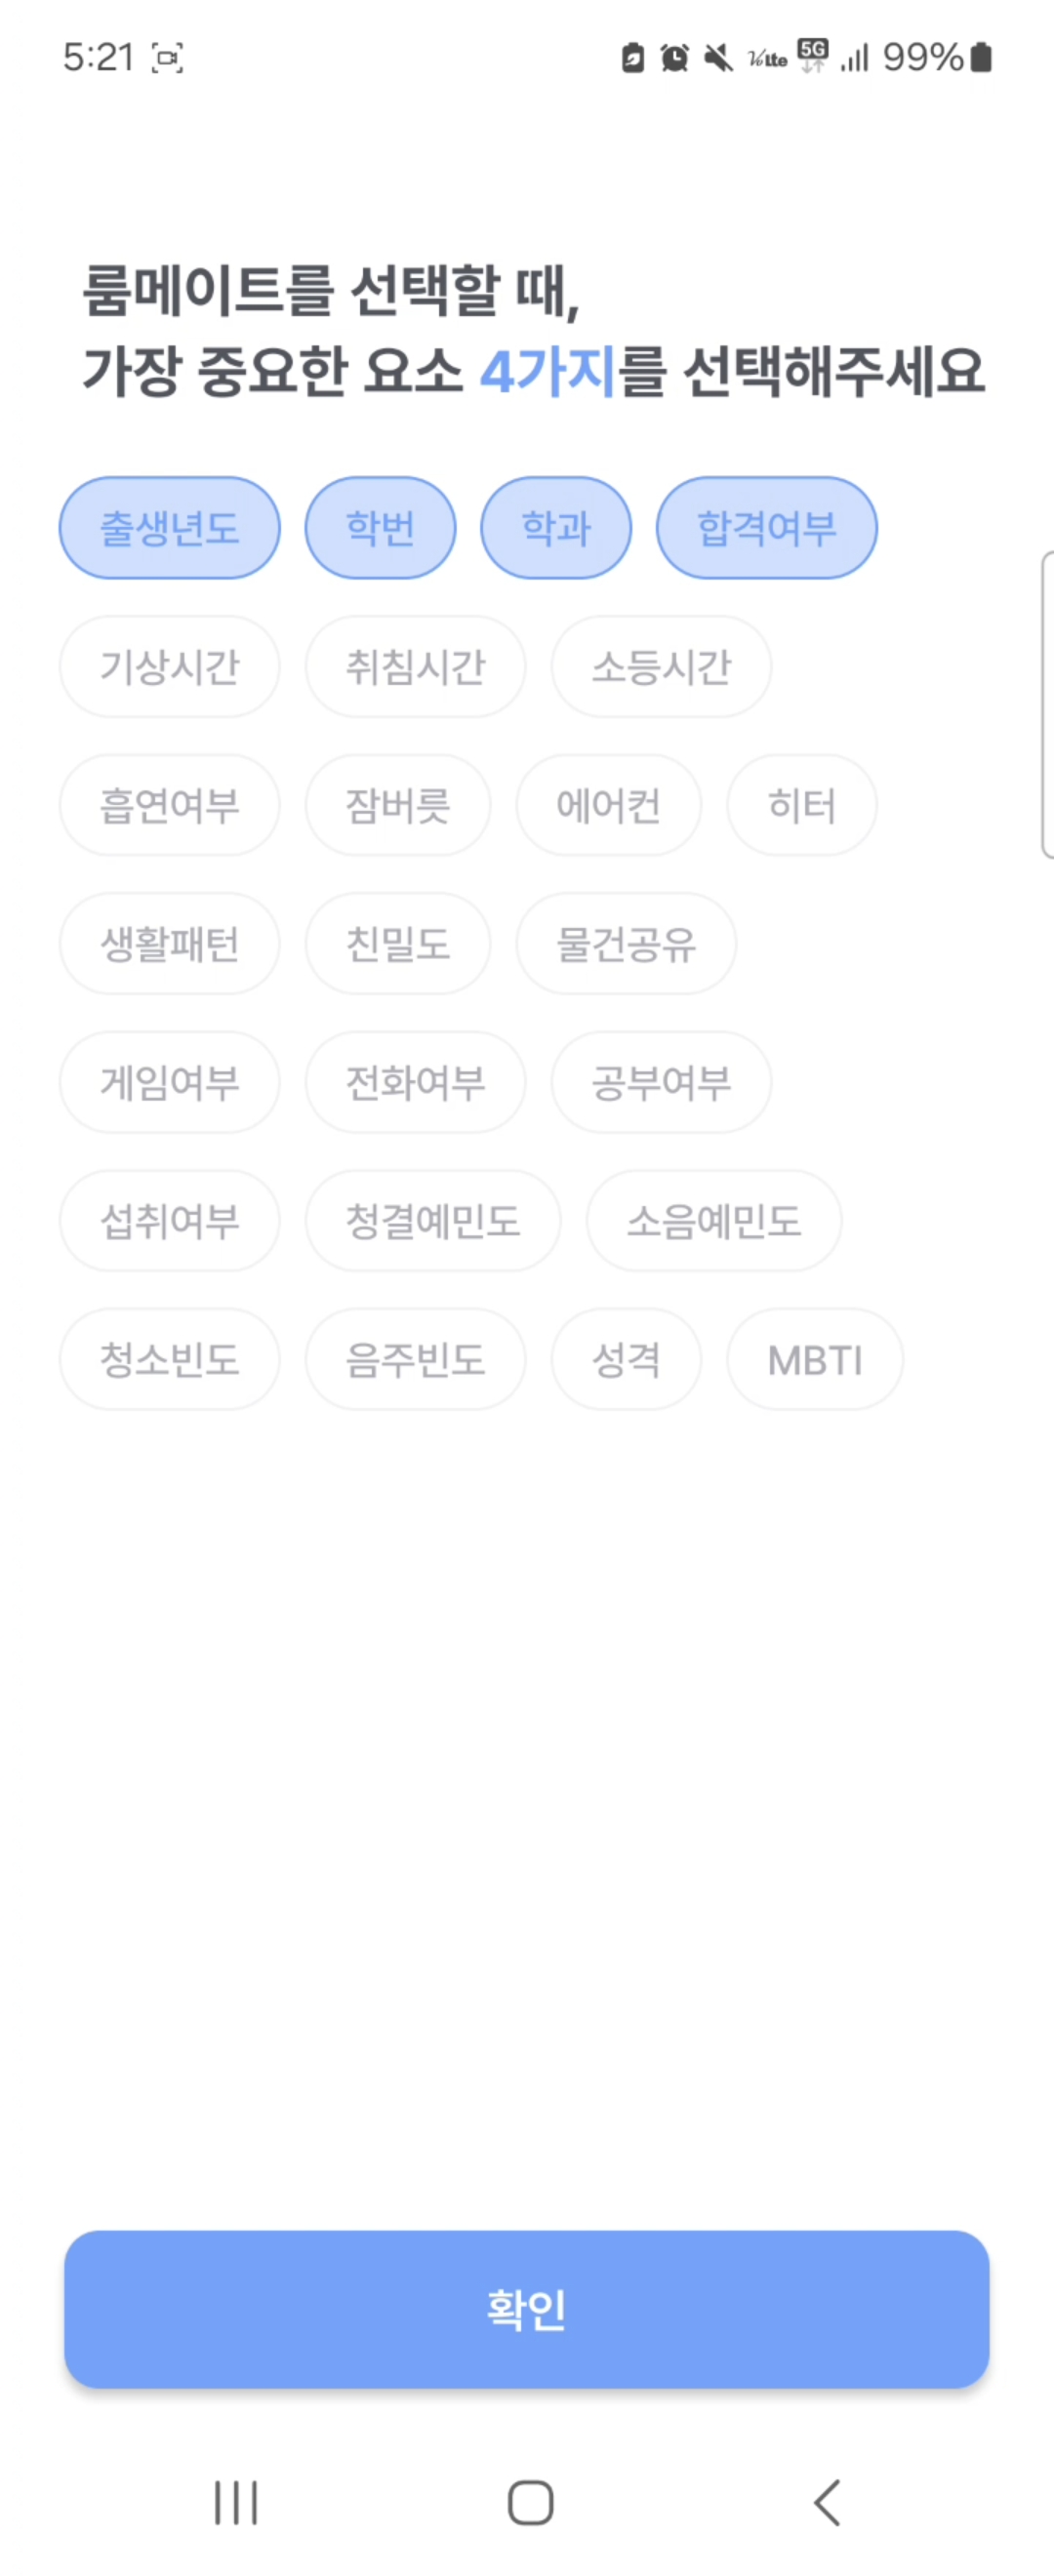 5:21 VoLTE 5G 99%
룸메이트를 선택할 때,
가장 중요한 요소 4가지를 선택해주세요
출생년도 학번 학과 합격여부
기상시간 취침시간 소등시간
흡연여부 잠버릇 에어컨 히터
생활패턴 친밀도 물건공유
게임여부 전화여부 공부여부
섭취여부 청결예민도 소음예민도
청소빈도 음주빈도 성격 MBTI
확인